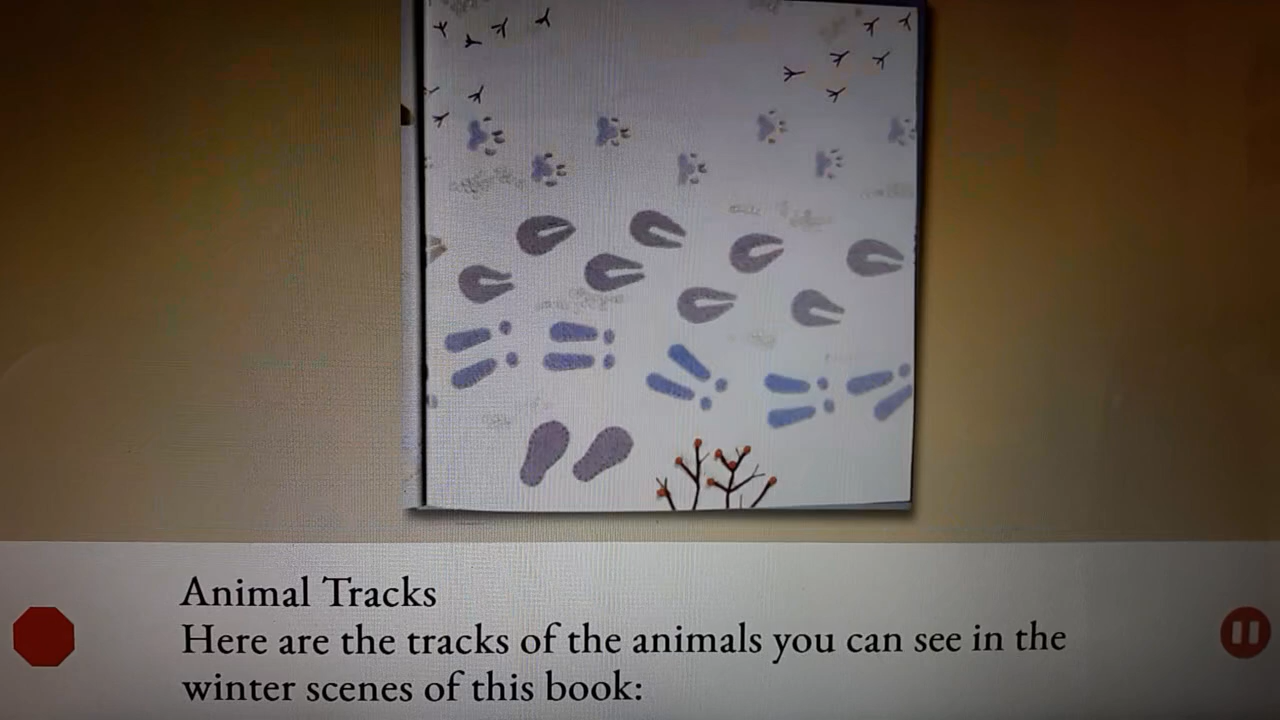 Animal Tracks
Here are the tracks of the animals you can see in the
winter scenes of this book: